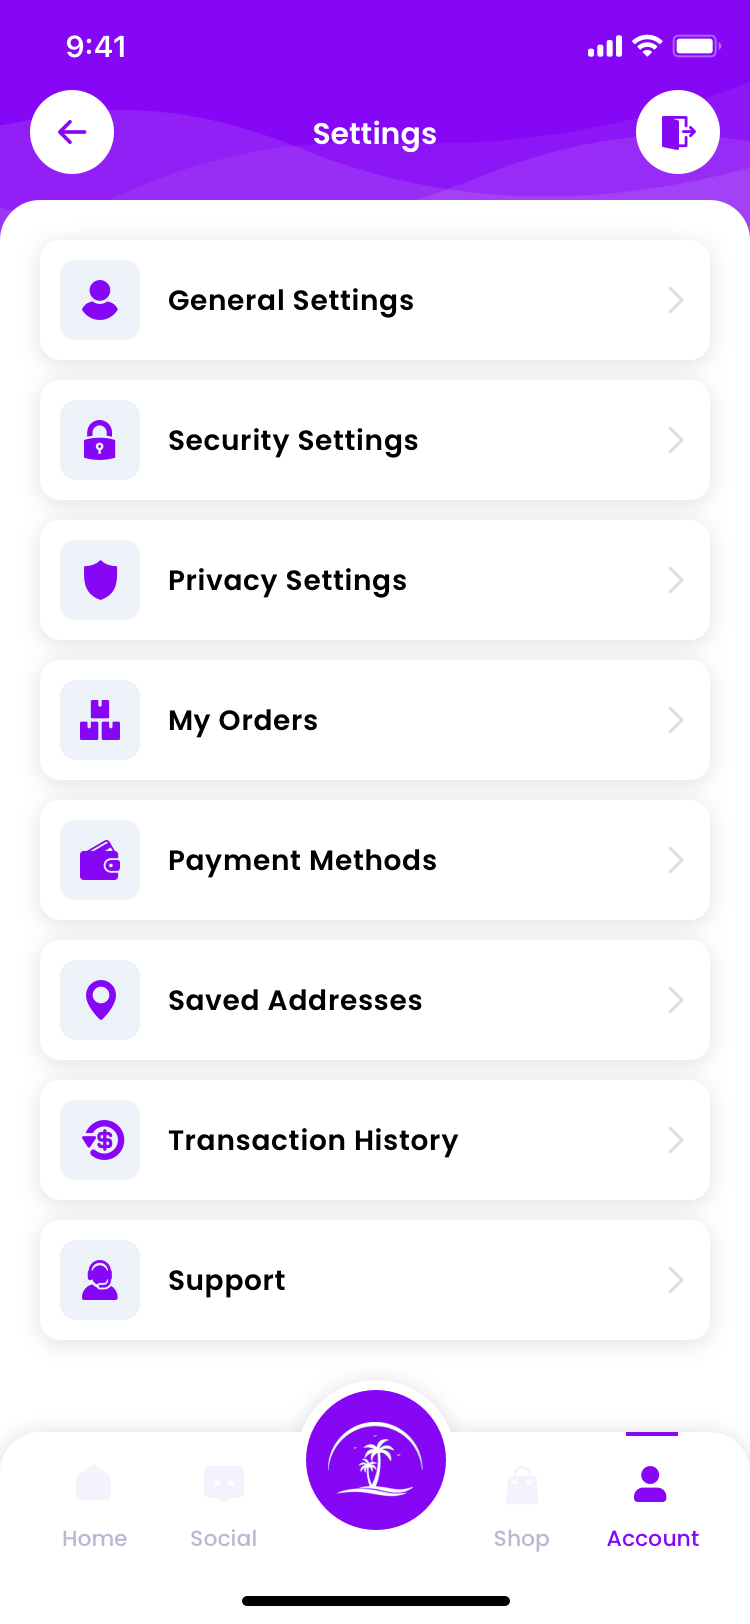 9:41
Settings
General Settings
Security Settings
Privacy Settings
My Orders
Payment Methods
Saved Addresses
Transaction History
Support
Home
Social
Shop
Account